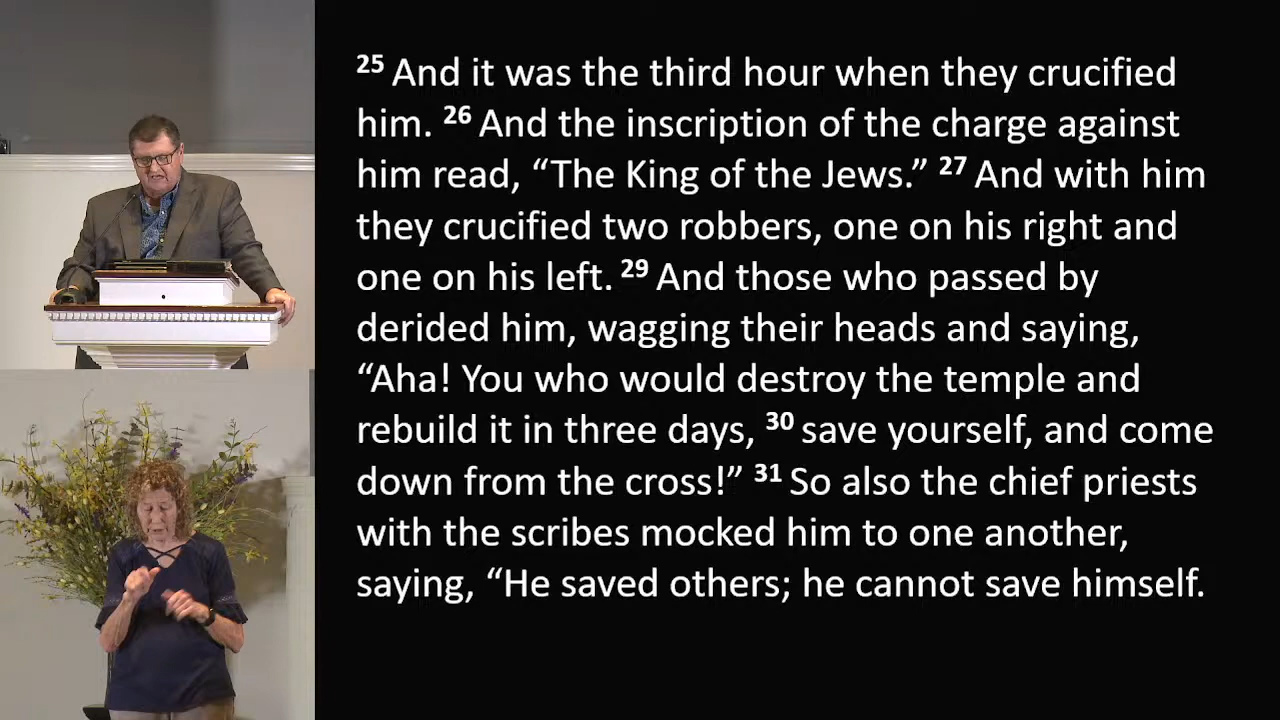 25 And it was the third hour when they crucified
him. 26 And the inscription of the charge against
him read, “The King of the Jews.” 27 And with him
they crucified two robbers, one on his right and
one on his left. 29 And those who passed by
derided him, wagging their heads and saying,
“Aha! You who would destroy the temple and
rebuild it in three days, 30 save yourself, and come
down from the cross!” 31 So also the chief priests
with the scribes mocked him to one another,
saying, “He saved others; he cannot save himself.